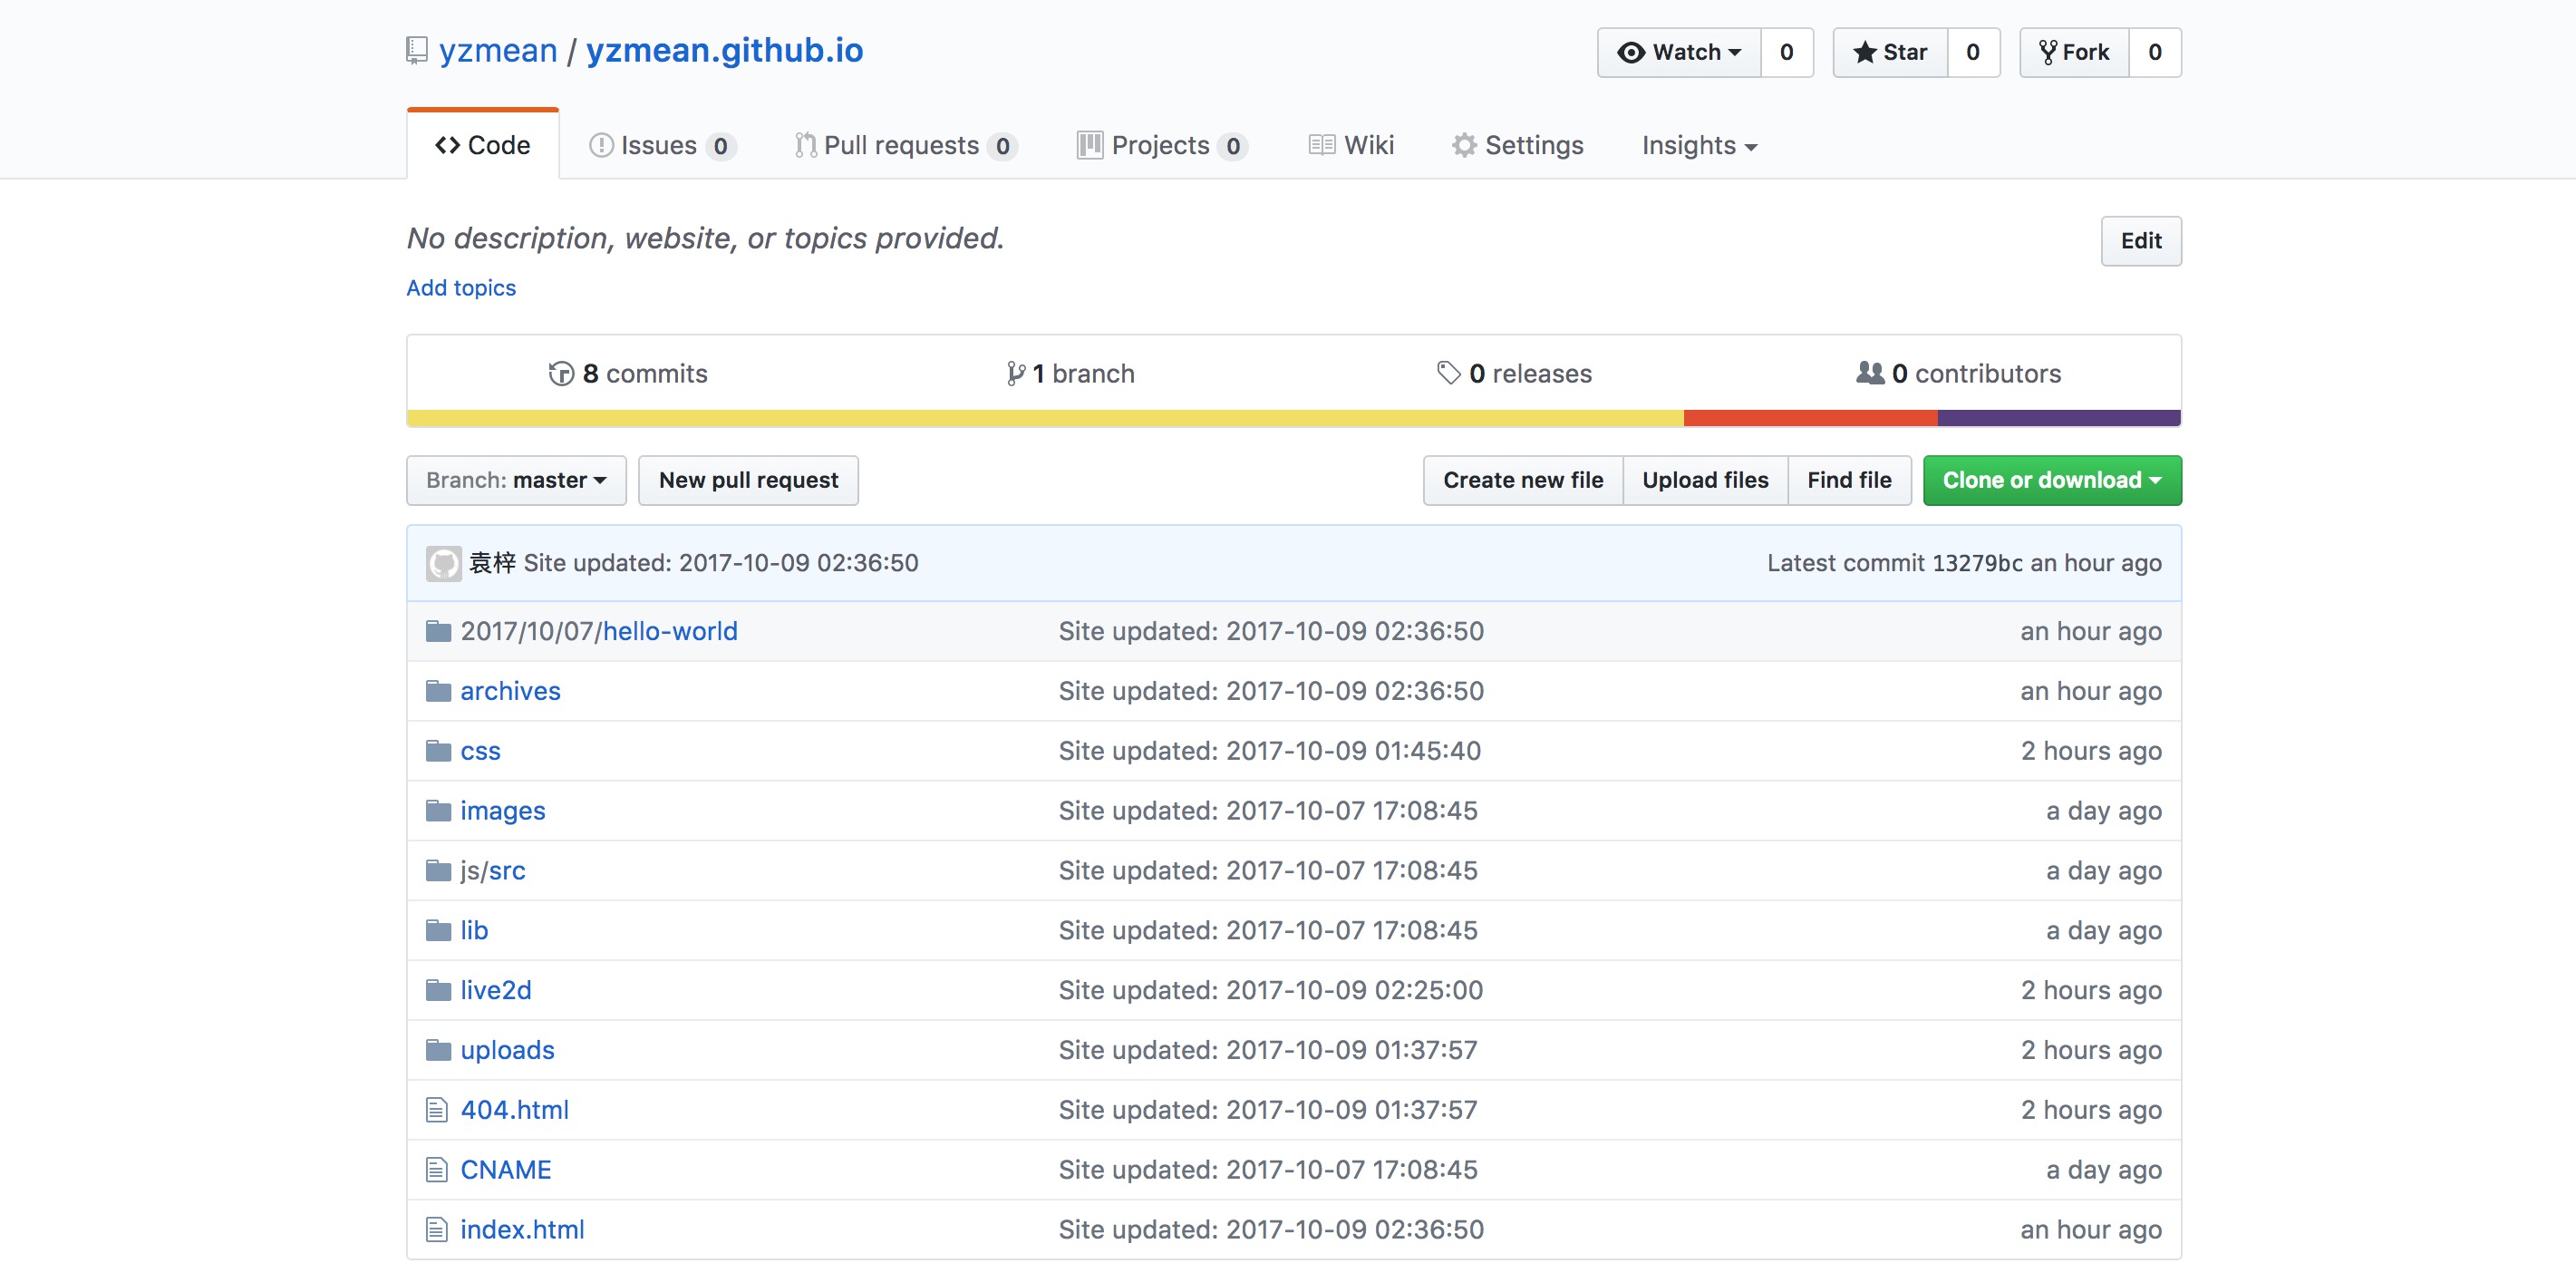 yzmean / yzmean.github.io Watch 0 Star 0 Fork 0
Code Issues 0 Pull requests 0 Projects 0 Wiki Settings Insights
No description, website, or topics provided. Edit
Add topics
8 commits 1 branch 0 releases 0 contributors
Branch: master New pull request Create new file Upload files Find file Clone or download
袁梓 Site updated: 2017-10-09 02:36:50 Latest commit 13279bc an hour ago
2017/10/07/hello-world Site updated: 2017-10-09 02:36:50 an hour ago
archives Site updated: 2017-10-09 02:36:50 an hour ago
css Site updated: 2017-10-09 01:45:40 2 hours ago
images Site updated: 2017-10-07 17:08:45 a day ago
js/src Site updated: 2017-10-07 17:08:45 a day ago
lib Site updated: 2017-10-07 17:08:45 a day ago
live2d Site updated: 2017-10-09 02:25:00 2 hours ago
uploads Site updated: 2017-10-09 01:37:57 2 hours ago
404.html Site updated: 2017-10-09 01:37:57 2 hours ago
CNAME Site updated: 2017-10-07 17:08:45 a day ago
index.html Site updated: 2017-10-09 02:36:50 an hour ago